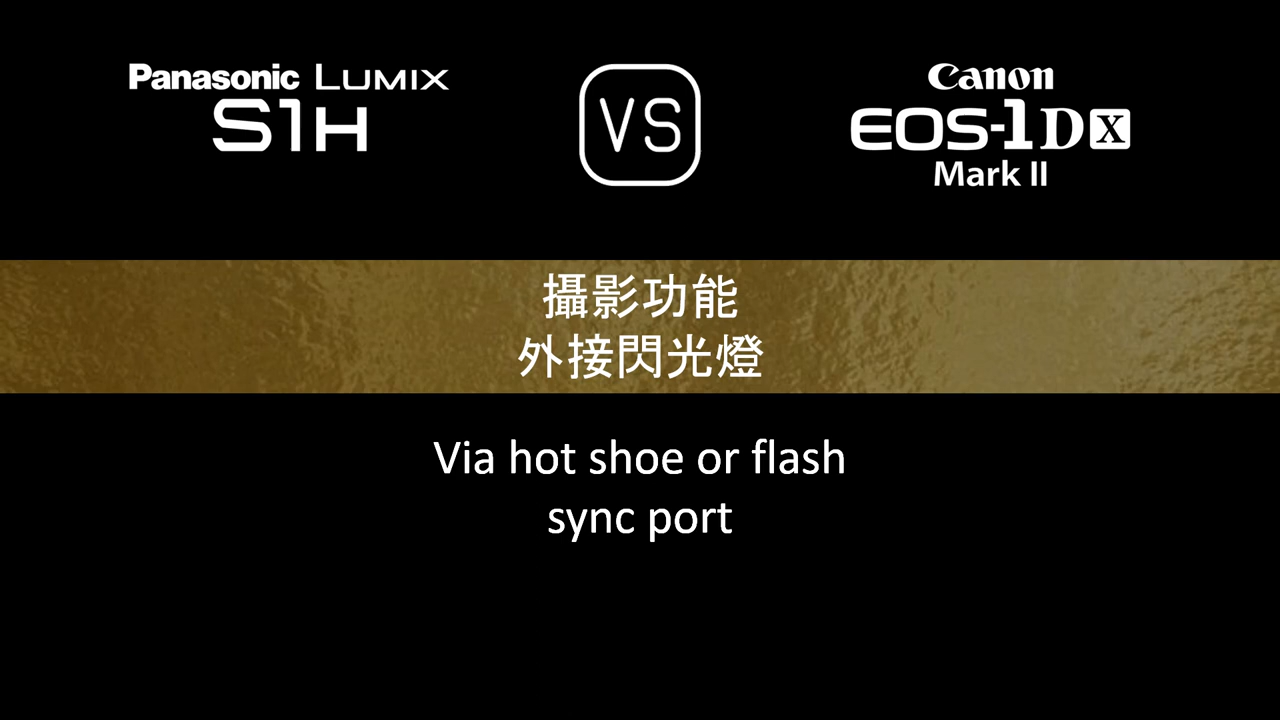 Panasonic LUMIX
S1H
VS
Canon
EOS-1DX
Mark II
攝影功能
外接閃光燈
Via hot shoe or flash
sync port